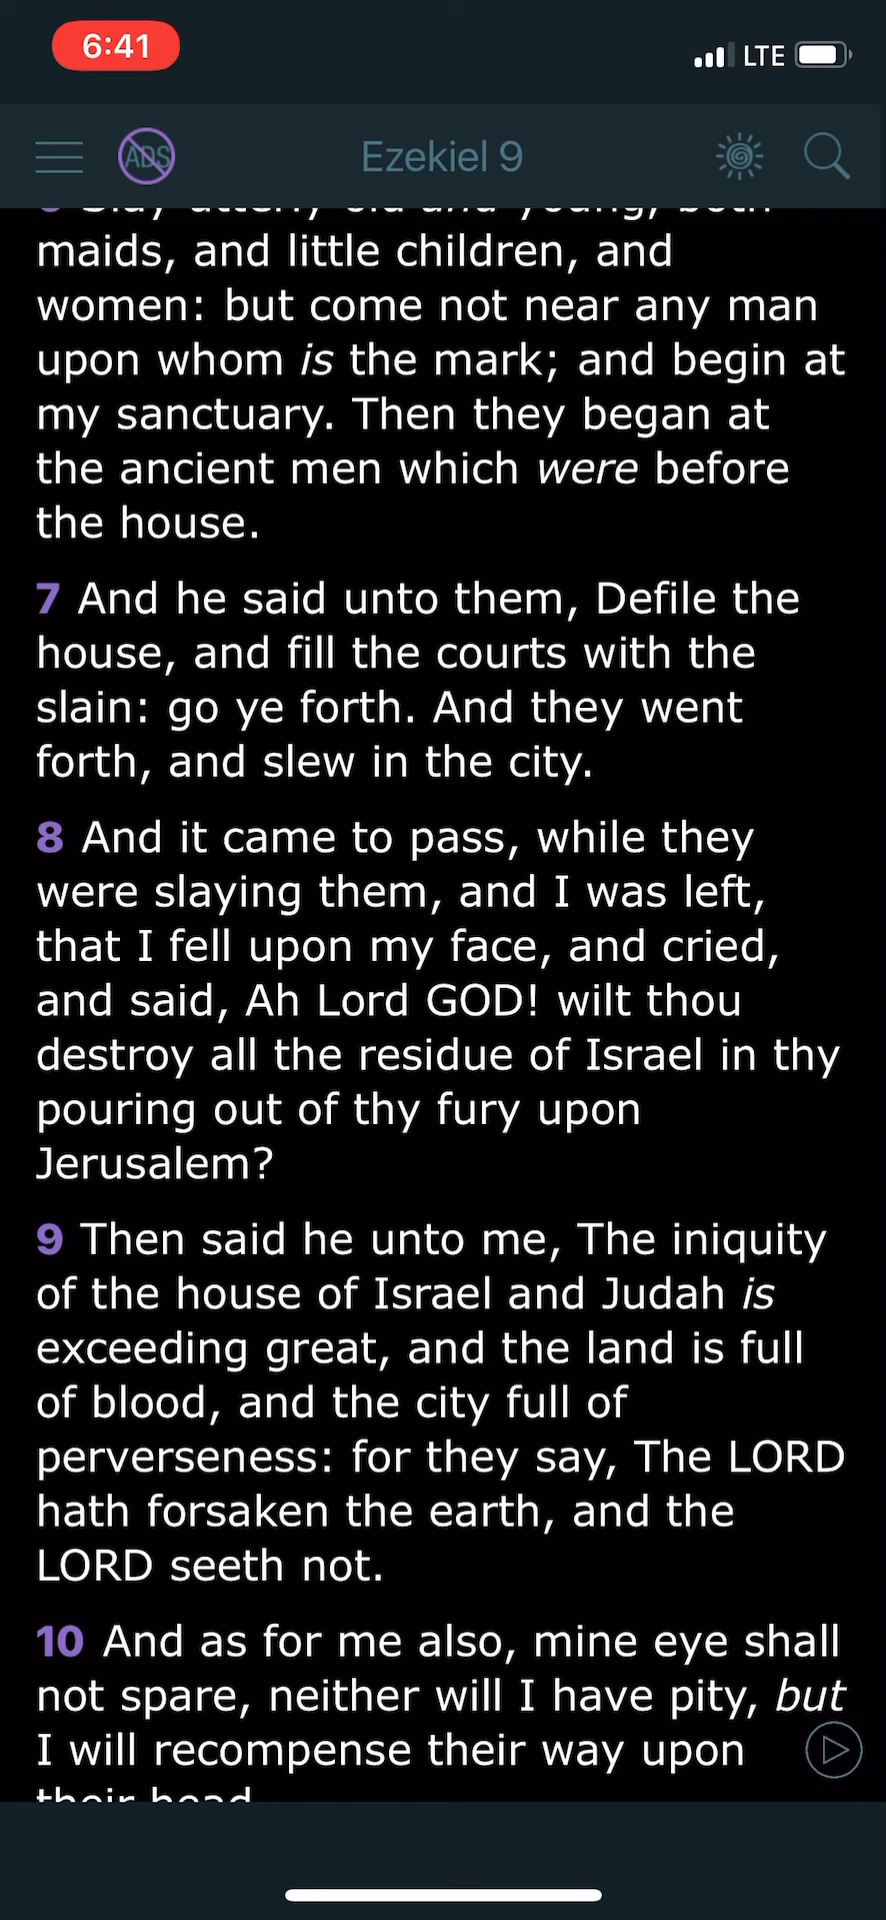 6:41
LTE
ADS
Ezekiel 9
maids, and little children, and
women: but come not near any man
upon whom is the mark; and begin at
my sanctuary. Then they began at
the ancient men which were before
the house.
7 And he said unto them, Defile the
house, and fill the courts with the
slain: go ye forth. And they went
forth, and slew in the city.
8 And it came to pass, while they
were slaying them, and I was left,
that I fell upon my face, and cried,
and said, Ah Lord GOD! wilt thou
destroy all the residue of Israel in thy
pouring out of thy fury upon
Jerusalem?
9 Then said he unto me, The iniquity
of the house of Israel and Judah is
exceeding great, and the land is full
of blood, and the city full of
perverseness: for they say, The LORD
hath forsaken the earth, and the
LORD seeth not.
10 And as for me also, mine eye shall
not spare, neither will I have pity, but
I will recompense their way upon
their head